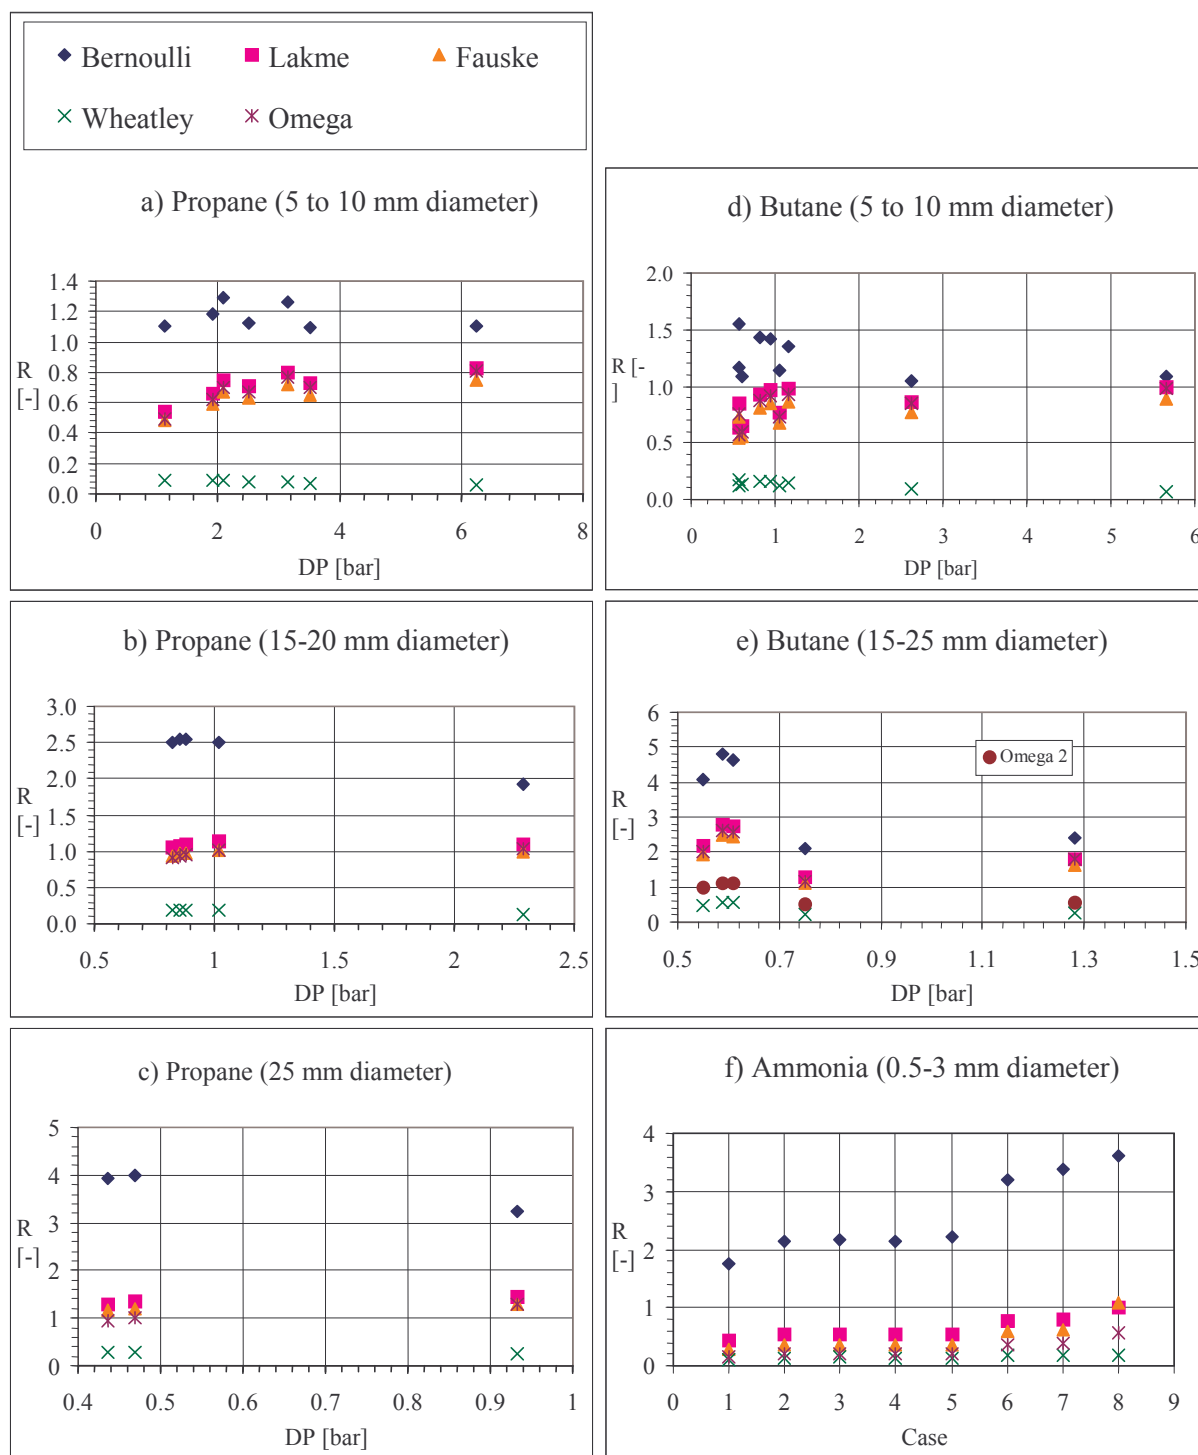 Bernoulli Lakme Fauske
Wheatley Omega
a) Propane (5 to 10 mm diameter)
1.4
1.2
1.0
0.8
R
[-]
0.6
0.4
0.2
0.0
0 2 4 6 8
DP [bar]
b) Propane (15-20 mm diameter)
3.0
2.5
2.0
R
[-]
1.5
1.0
0.5
0.0
0.5 1 1.5 2 2.5
DP [bar]
c) Propane (25 mm diameter)
5
4
3
R
[-]
2
1
0
0.4 0.5 0.6 0.7 0.8 0.9 1
DP [bar]
d) Butane (5 to 10 mm diameter)
2.0
1.5
R [-
]
1.0
0.5
0.0
0 1 2 3 4 5 6
DP [bar]
e) Butane (15-25 mm diameter)
6
5
Omega 2
4
3
R
[-]
2
1
0
0.5 0.7 0.9 1.1 1.3 1.5
DP [bar]
f) Ammonia (0.5-3 mm diameter)
4
3
R
[-]
2
1
0
0 1 2 3 4 5 6 7 8 9
Case